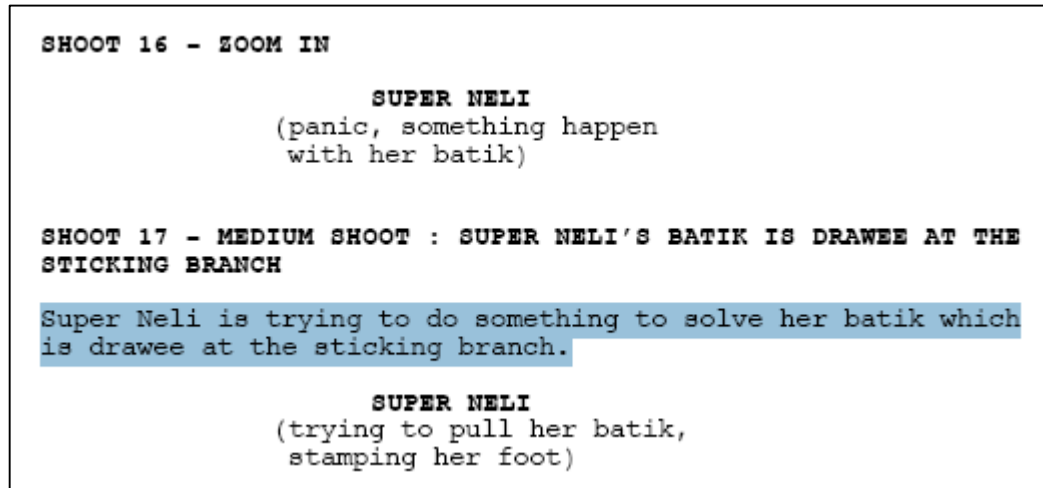 SHOOT 16 – ZOOM IN
SUPER NELI
(panic, something happen
with her batik)
SHOOT 17 – MEDIUM SHOOT : SUPER NELI'S BATIK IS DRAWEE AT THE
STICKING BRANCH
Super Neli is trying to do something to solve her batik which
is drawee at the sticking branch.
SUPER NELI
(trying to pull her batik,
stamping her foot)